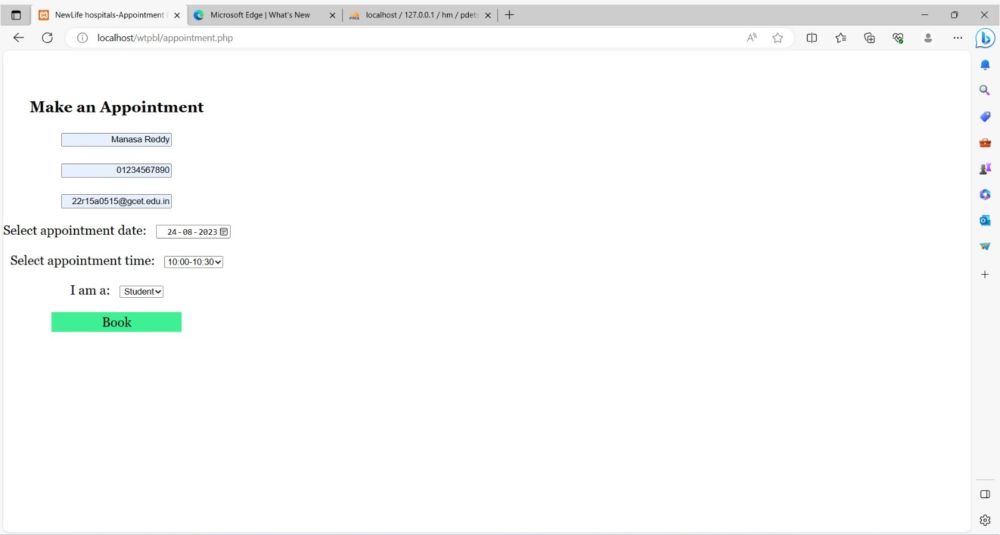 NewLife hospitals-Appointment
Microsoft Edge | What's New
PMA
localhost / 127.0.0.1 / hm / pdet
localhost/wtpbl/appointment.php
Make an Appointment
Manasa Reddy
01234567890
22r15a0515@gcet.edu.in
Select appointment date: 24-08-2023
Select appointment time: 10:00-10:30
I am a: Student
Book